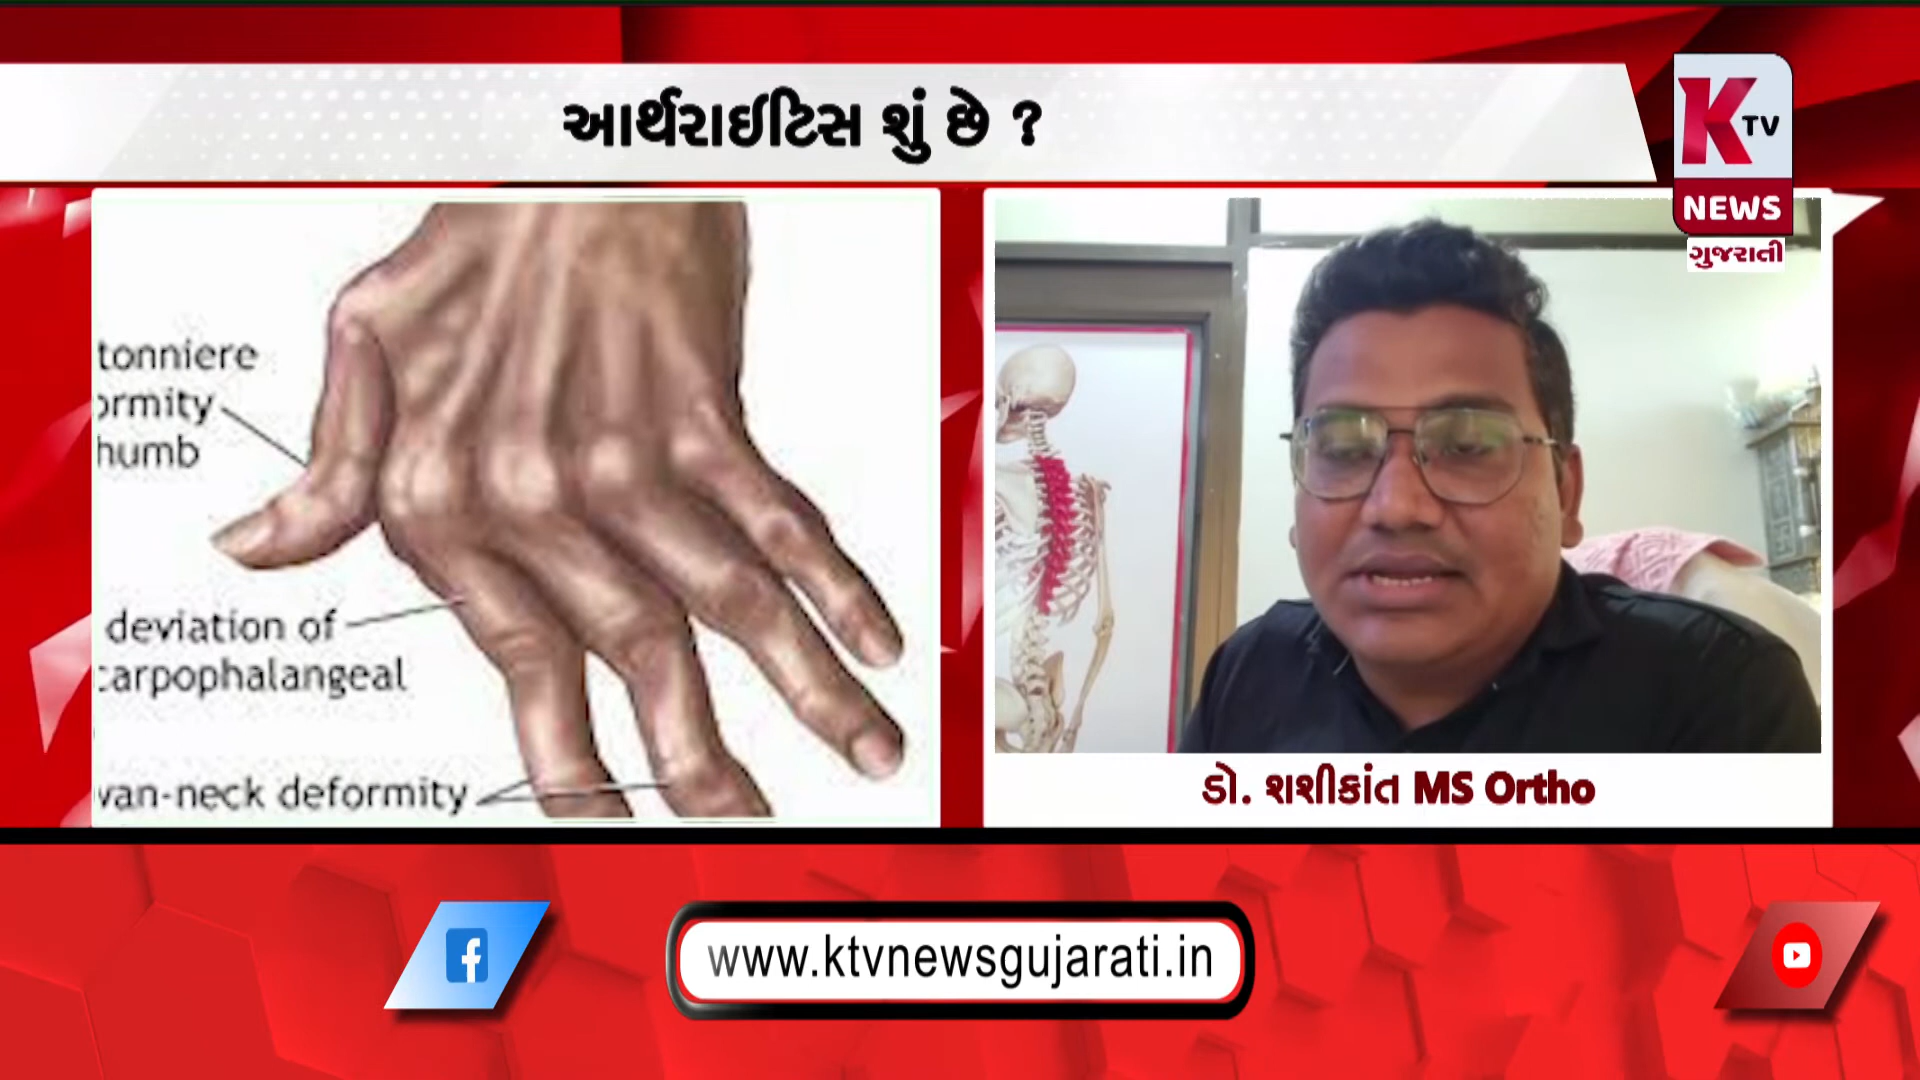 આર્થરાઈટિસ શું છે ?
K TV
NEWS
ગુજરાતી
tonniere
ormity
humb
deviation of
carpophalangeal
van-neck deformity
ડો. શશીકાંત MS Ortho
www.ktvnewsgujarati.in